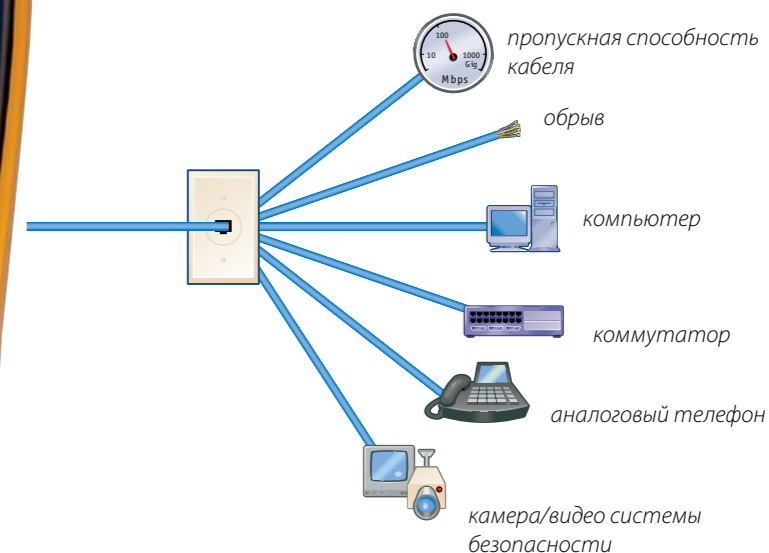 100
10
1000
Gig
Mbps
пропускная способность
кабеля
обрыв
компьютер
коммутатор
аналоговый телефон
камера/видео системы
безопасности